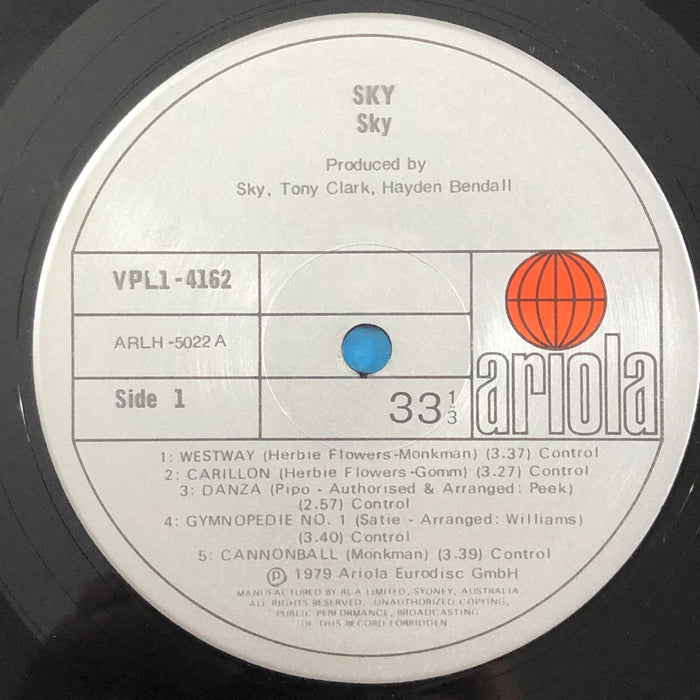 SKY
Sky
Produced by
Sky, Tony Clark, Hayden Bendall
VPL1-4162
ARLH-5022 A
Side 1
33 1/3
ariola
1: WESTWAY (Herbie Flowers-Monkman) (3.37) Control
2: CARILLON (Herbie Flowers-Gomm) (3.27) Control
3: DANZA (Pipo - Authorised & Arranged: Peek)
(2.57) Control
4: GYMNOPEDIE NO. 1 (Satie - Arranged: Williams)
(3.40) Control
5: CANNONBALL (Monkman) (3.39) Control
℗ 1979 Ariola Eurodisc GmbH
MANUFACTURED BY RCA LIMITED, SYDNEY, AUSTRALIA.
ALL RIGHTS RESERVED. UNAUTHORIZED COPYING,
PUBLIC PERFORMANCE, BROADCASTING
OF THIS RECORD FORBIDDEN.